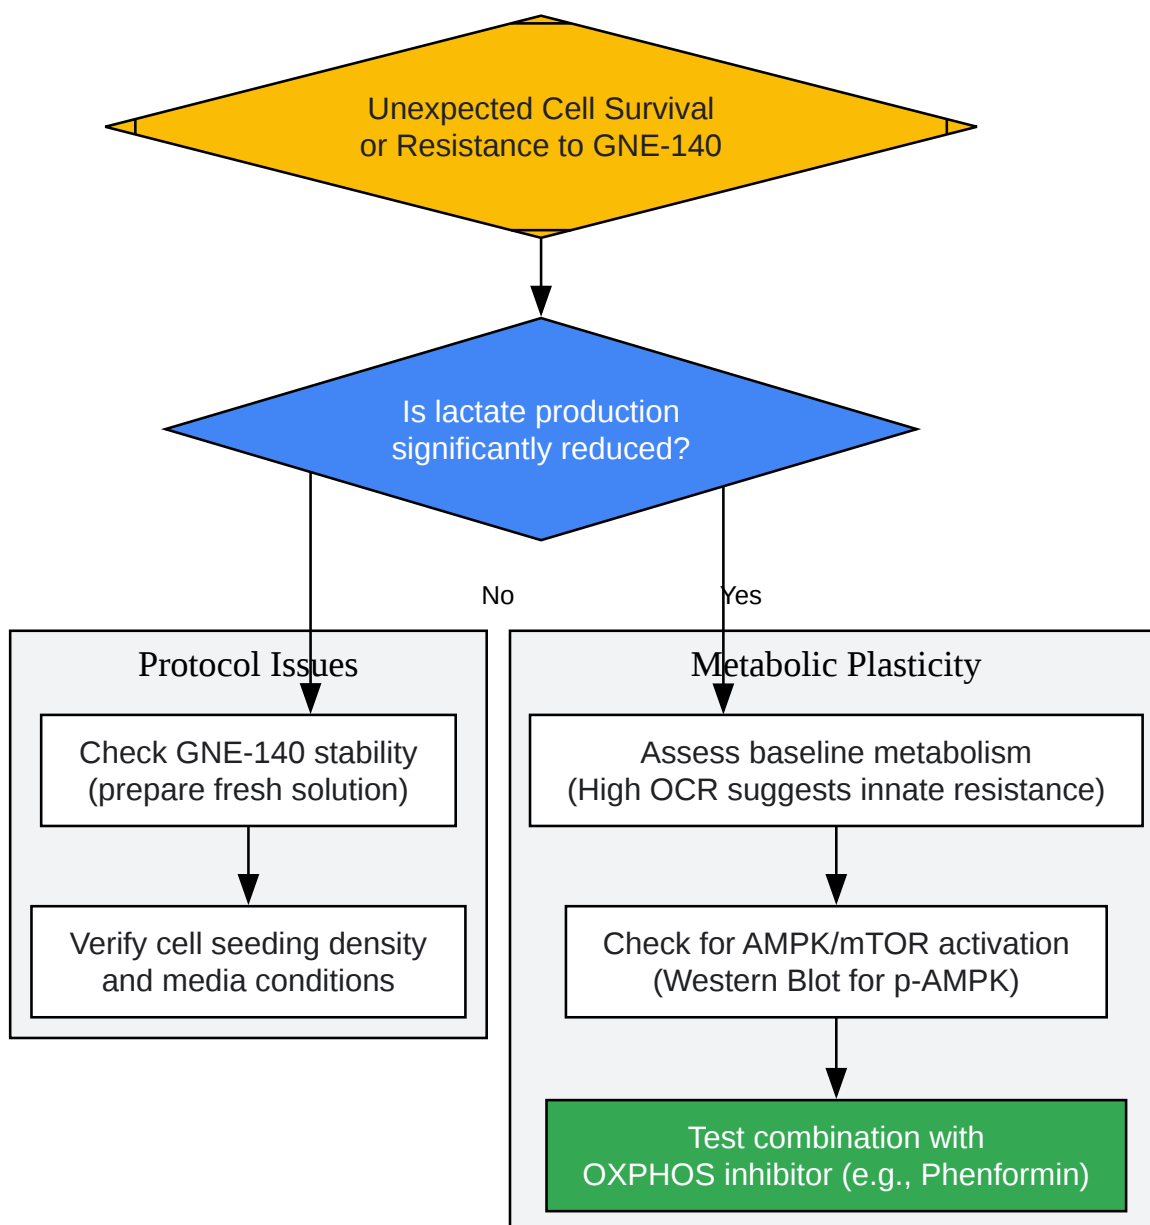 Unexpected Cell Survival
or Resistance to GNE-140
Is lactate production
significantly reduced?
No
Yes
Protocol Issues
Check GNE-140 stability
(prepare fresh solution)
Verify cell seeding density
and media conditions
Metabolic Plasticity
Assess baseline metabolism
(High OCR suggests innate resistance)
Check for AMPK/mTOR activation
(Western Blot for p-AMPK)
Test combination with
OXPHOS inhibitor (e.g., Phenformin)